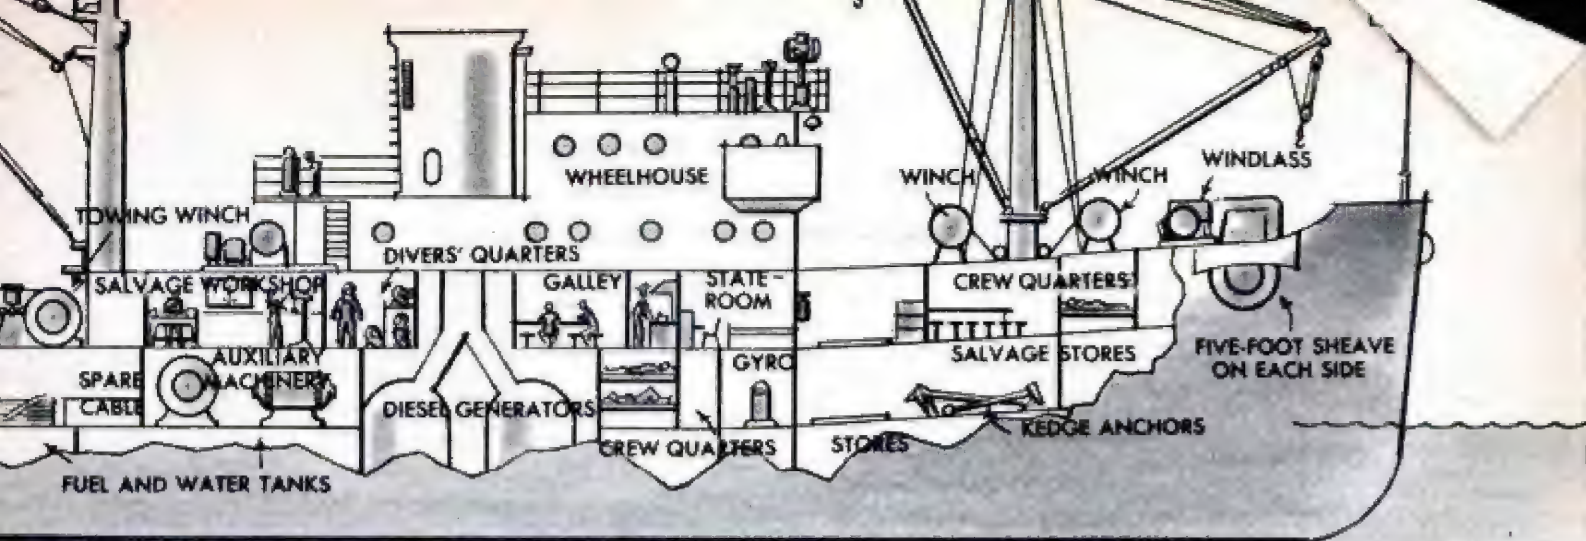 WINDLASS
WHEELHOUSE
WINCH
WINCH
TOWING WINCH
DIVERS' QUARTERS
SALVAGE WORKSHOP
GALLEY
STATE-
ROOM
CREW QUARTERS
AUXILIARY
MACHINERY
SPARE
CABLE
GYRO
SALVAGE STORES
FIVE-FOOT SHEAVE
ON EACH SIDE
DIESEL GENERATORS
CREW QUARTERS
STORES
KEDGE ANCHORS
FUEL AND WATER TANKS